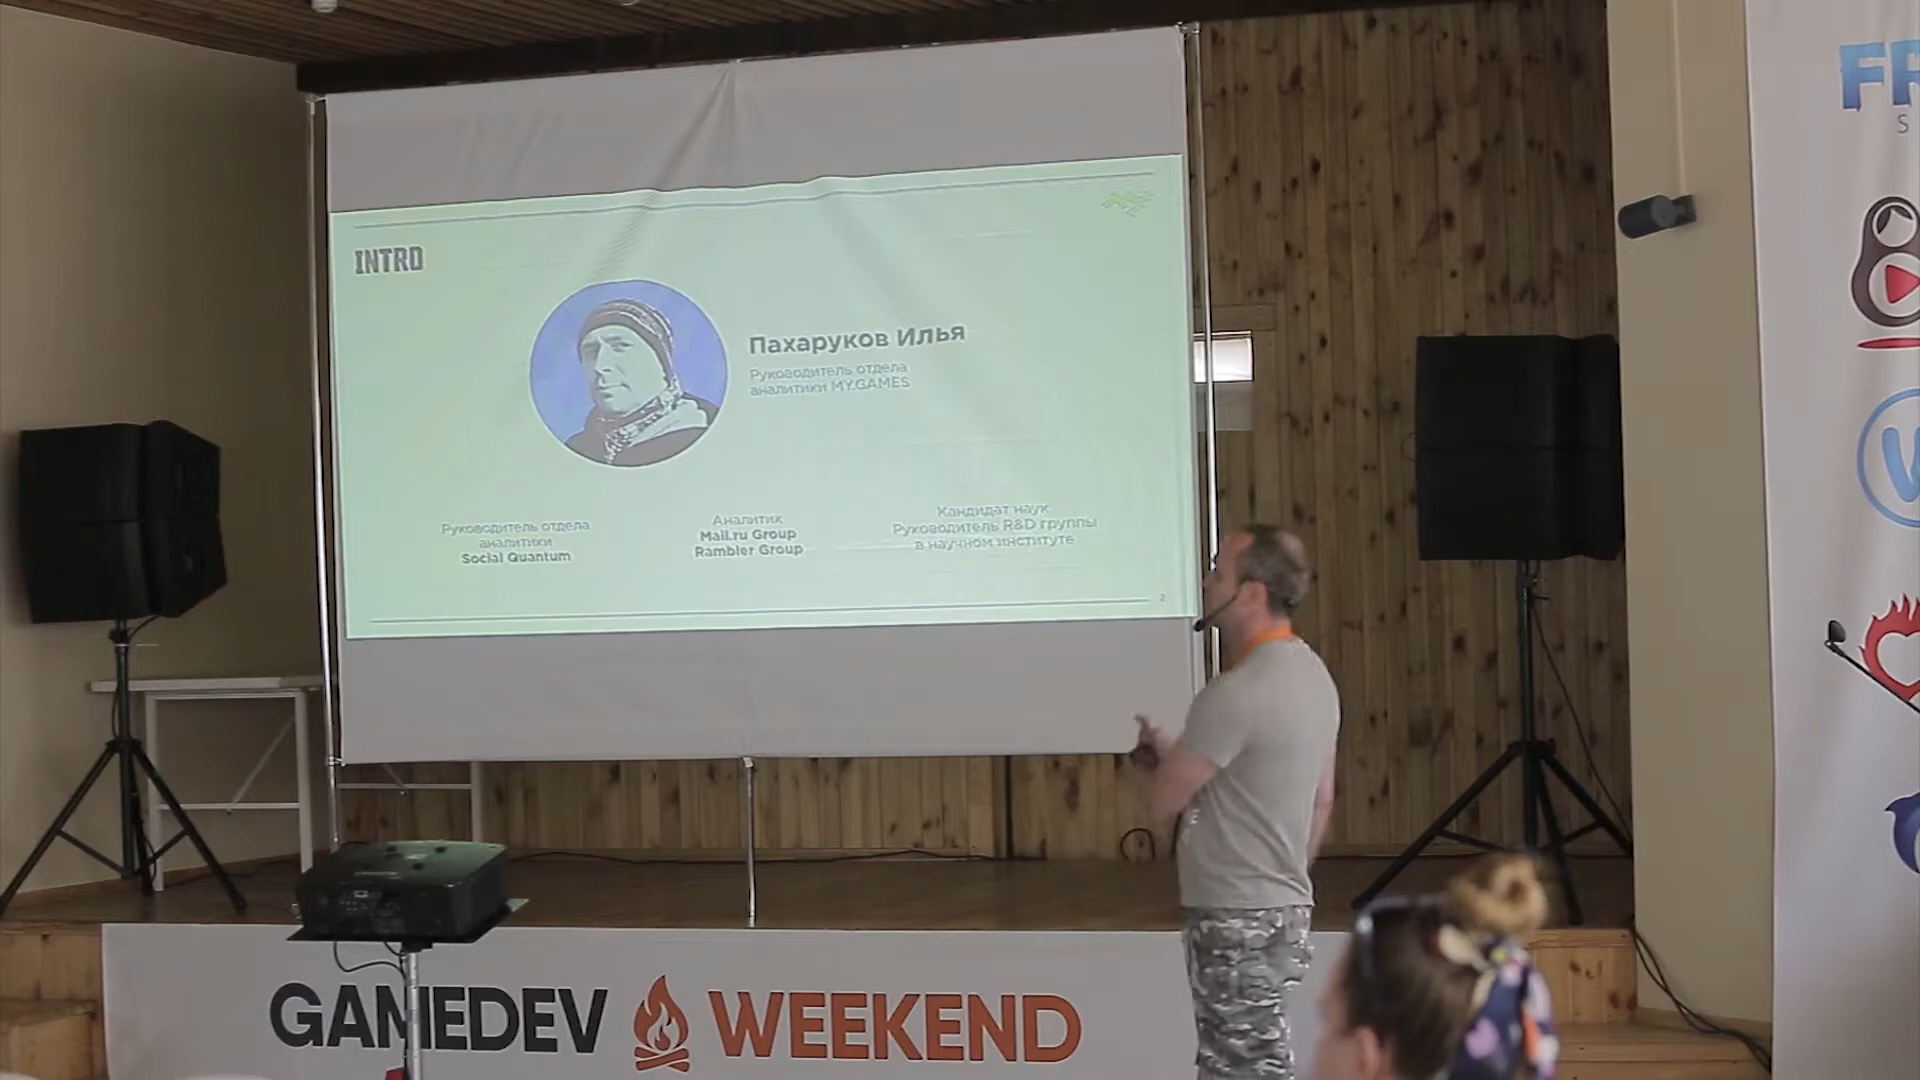 INTRO
Пахаруков Илья
Руководитель отдела
аналитики MY.GAMES
Руководитель отдела
аналитики
Social Quantum
Аналитик
Mail.ru Group
Rambler Group
Кандидат наук
Руководитель R&D группы
в научном институте
2
GAMEDEV WEEKEND